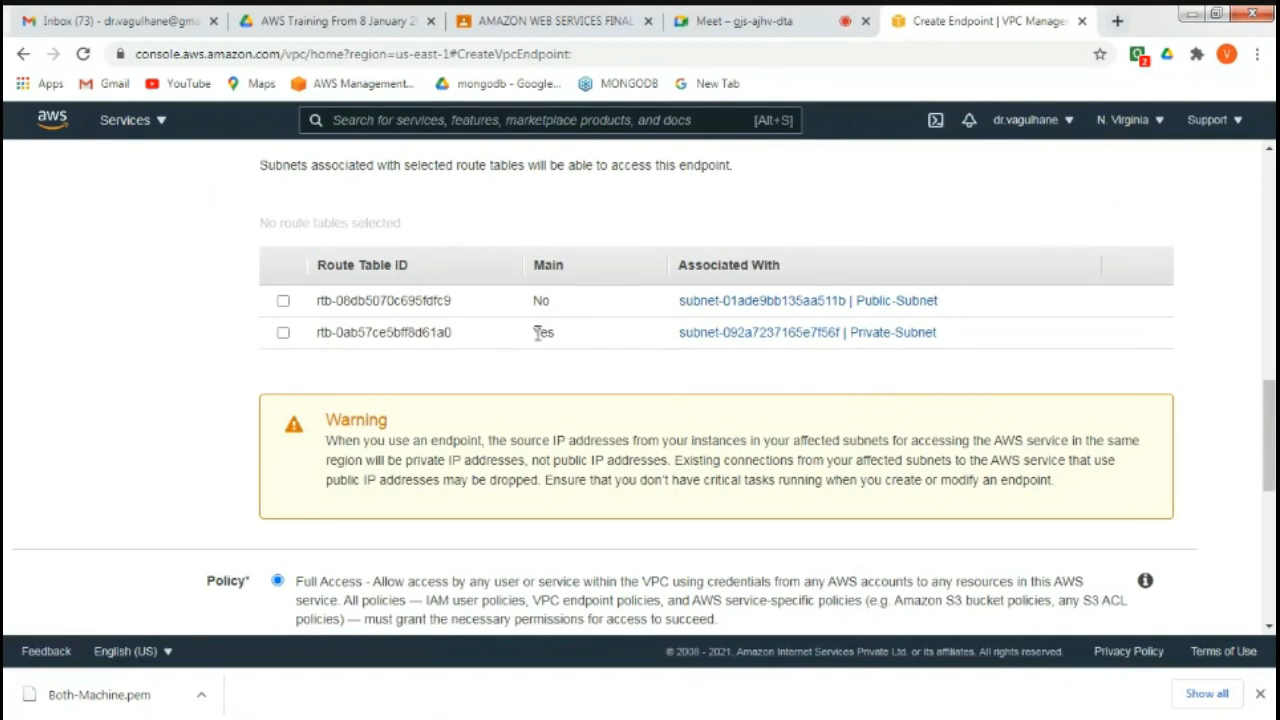 Inbox (73) - dr.vagulhane@gma
AWS Training From 8 January 2
AMAZON WEB SERVICES FINAL
Meet – gjs-ajhv-dta
Create Endpoint | VPC Manage
console.aws.amazon.com/vpc/home?region=us-east-1#CreateVpcEndpoint:
2
V
Apps
Gmail
YouTube
Maps
AWS Management...
mongodb - Google...
MONGODB
New Tab
aws
Services
Search for services, features, marketplace products, and docs
[Alt+S]
dr.vagulhane
N. Virginia
Support
Subnets associated with selected route tables will be able to access this endpoint.
No route tables selected
Route Table ID Main Associated With
rtb-08db5070c695fdfc9 No subnet-01ade9bb135aa511b | Public-Subnet
rtb-0ab57ce5bff8d61a0 Yes subnet-092a7237165e7f56f | Private-Subnet
Warning
When you use an endpoint, the source IP addresses from your instances in your affected subnets for accessing the AWS service in the same
region will be private IP addresses, not public IP addresses. Existing connections from your affected subnets to the AWS service that use
public IP addresses may be dropped. Ensure that you don't have critical tasks running when you create or modify an endpoint.
Policy*
Full Access - Allow access by any user or service within the VPC using credentials from any AWS accounts to any resources in this AWS
service. All policies — IAM user policies, VPC endpoint policies, and AWS service-specific policies (e.g. Amazon S3 bucket policies, any S3 ACL
policies) — must grant the necessary permissions for access to succeed.
Feedback
English (US)
© 2008 - 2021, Amazon Internet Services Private Ltd. or its affiliates. All rights reserved.
Privacy Policy
Terms of Use
Both-Machine.pem
Show all